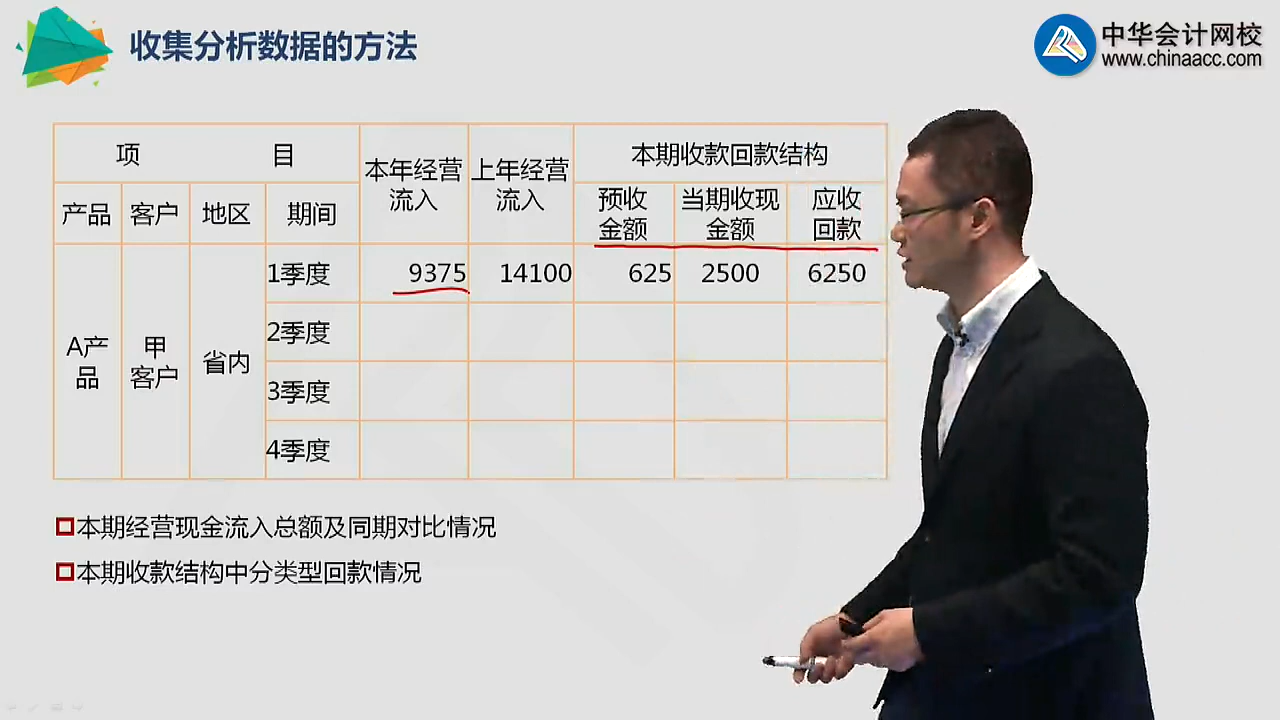 收集分析数据的方法
中华会计网校
www.chinaacc.com
项 目
本年经营流入
上年经营流入
本期收款回款结构
产品 客户 地区 期间
预收金额
当期收现金额
应收回款
A产品
甲客户
省内
1季度 9375 14100 625 2500 6250
2季度
3季度
4季度
本期经营现金流入总额及同期对比情况
本期收款结构中分类型回款情况